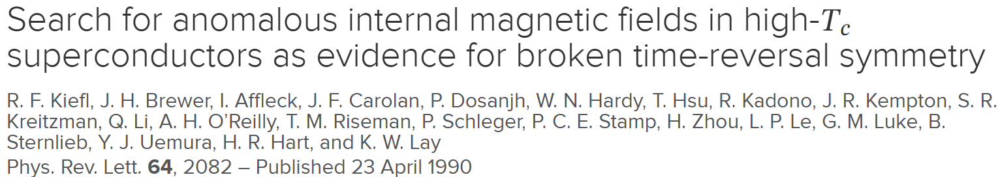 Search for anomalous internal magnetic fields in high-Tc
superconductors as evidence for broken time-reversal symmetry
R. F. Kiefl, J. H. Brewer, I. Affleck, J. F. Carolan, P. Dosanjh, W. N. Hardy, T. Hsu, R. Kadono, J. R. Kempton, S. R.
Kreitzman, Q. Li, A. H. O’Reilly, T. M. Riseman, P. Schleger, P. C. E. Stamp, H. Zhou, L. P. Le, G. M. Luke, B.
Sternlieb, Y. J. Uemura, H. R. Hart, and K. W. Lay
Phys. Rev. Lett. 64, 2082 – Published 23 April 1990